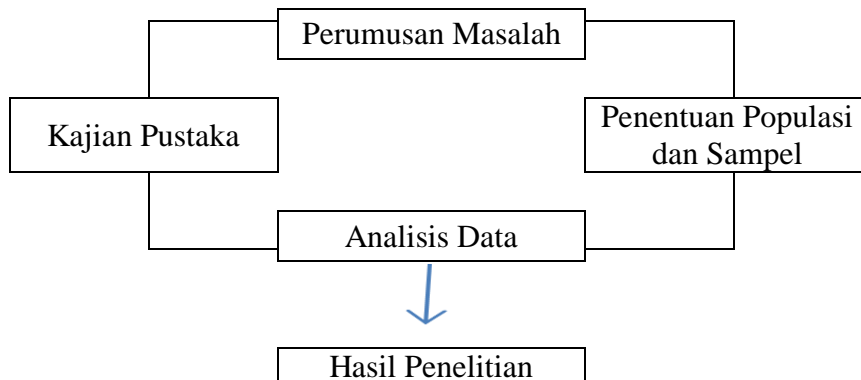 Perumusan Masalah
Kajian Pustaka
Penentuan Populasi
dan Sampel
Analisis Data
Hasil Penelitian